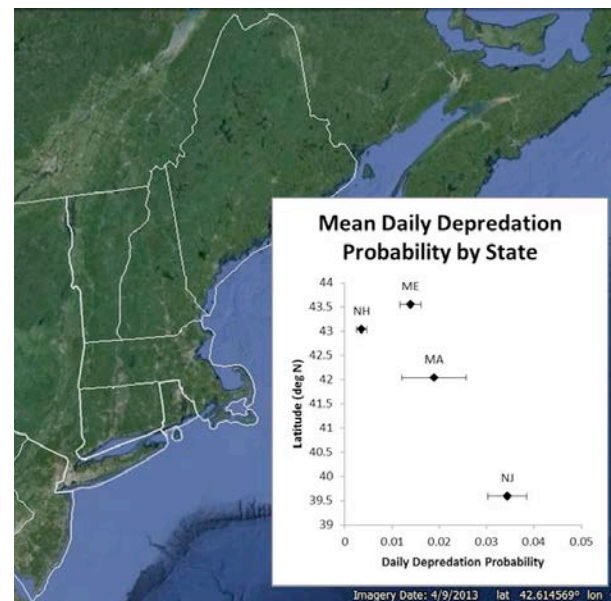 Mean Daily Depredation
Probability by State
44
43.5
43
42.5
42
41.5
41
40.5
40
39.5
39
Latitude (deg N)
ME
NH
MA
NJ
0 0.01 0.02 0.03 0.04 0.05
Daily Depredation Probability
Imagery Date: 4/9/2013 lat 42.614569° lon